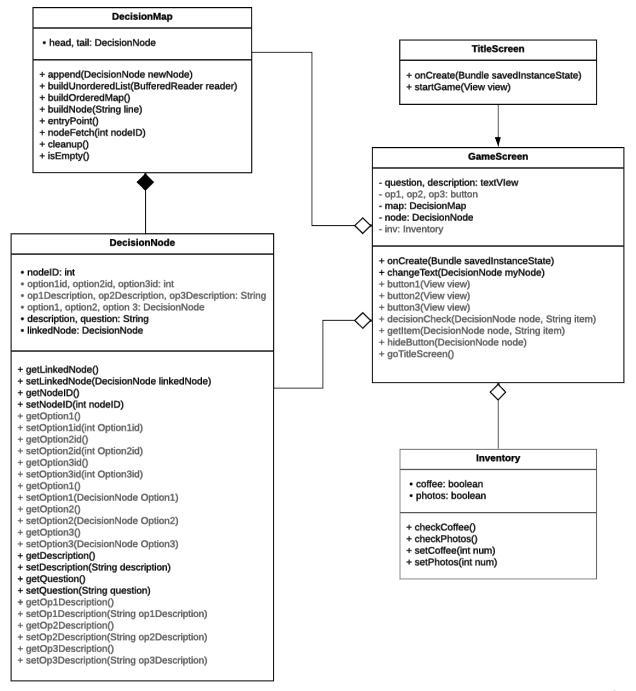 DecisionMap
• head, tail: DecisionNode
+ append(DecisionNode newNode)
+ buildUnorderedList(BufferedReader reader)
+ buildOrderedMap()
+ buildNode(String line)
+ entryPoint()
+ nodeFetch(int nodeID)
+ cleanup()
+ isEmpty()
TitleScreen
+ onCreate(Bundle savedInstanceState)
+ startGame(View view)
GameScreen
- question, description: textVIew
- op1, op2, op3: button
- map: DecisionMap
- node: DecisionNode
- inv: Inventory
+ onCreate(Bundle savedInstanceState)
+ changeText(DecisionNode myNode)
+ button1(View view)
+ button2(View view)
+ button3(View view)
+ decisionCheck(DecisionNode node, String item)
+ getItem(DecisionNode node, String item)
+ hideButton(DecisionNode node)
+ goTitleScreen()
DecisionNode
• nodeID: int
• option1id, option2id, option3id: int
• op1Description, op2Description, op3Description: String
• option1, option2, option 3: DecisionNode
• description, question: String
• linkedNode: DecisionNode
+ getLinkedNode()
+ setLinkedNode(DecisionNode linkedNode)
+ getNodeID()
+ setNodeID(int nodeID)
+ getOption1()
+ setOption1id(int Option1id)
+ getOption2id()
+ setOption2id(int Option2id)
+ getOption3id()
+ setOption3id(int Option3id)
+ getOption1()
+ setOption1(DecisionNode Option1)
+ getOption2()
+ setOption2(DecisionNode Option2)
+ getOption3()
+ setOption3(DecisionNode Option3)
+ getDescription()
+ setDescription(String description)
+ getQuestion()
+ setQuestion(String question)
+ getOp1Description()
+ setOp1Description(String op1Description)
+ getOp2Description()
+ setOp2Description(String op2Description)
+ getOp3Description()
+ setOp3Description(String op3Description)
Inventory
• coffee: boolean
• photos: boolean
+ checkCoffee()
+ checkPhotos()
+ setCoffee(int num)
+ setPhotos(int num)